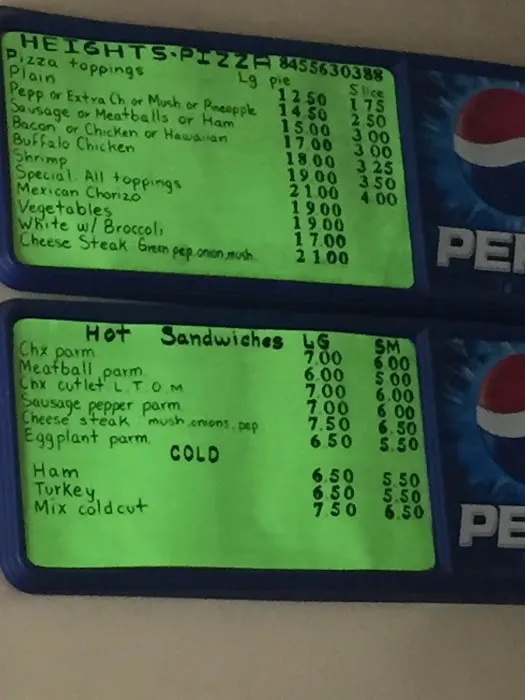 HEIGHTS-PIZZA 8455630388
Pizza toppings Lg pie Slice
Plain 12.50 1.75
Pepp or Extra Ch or Mush or Pineapple 14.50 2.50
Sausage or Meatballs or Ham 15.00 3.00
Bacon or Chicken or Hawaiian 17.00 3.00
Buffalo Chicken 18.00 3.25
Shrimp 19.00 3.50
Special. All toppings 21.00 4.00
Mexican Chorizo 19.00
Vegetables 19.00
White w/ Broccoli 17.00
Cheese Steak Green pep.onion,mush. 21.00
PE
Hot Sandwiches LG SM
Chx parm 7.00 6.00
Meatball parm 6.00 5.00
Chx cutlet L.T.O.M 7.00 6.00
Sausage pepper parm 7.00 6.00
Cheese steak mush,onions,pep 7.50 6.50
Eggplant parm 6.50 5.50
COLD
Ham 6.50 5.50
Turkey 6.50 5.50
Mix coldcut 7.50 6.50
PE